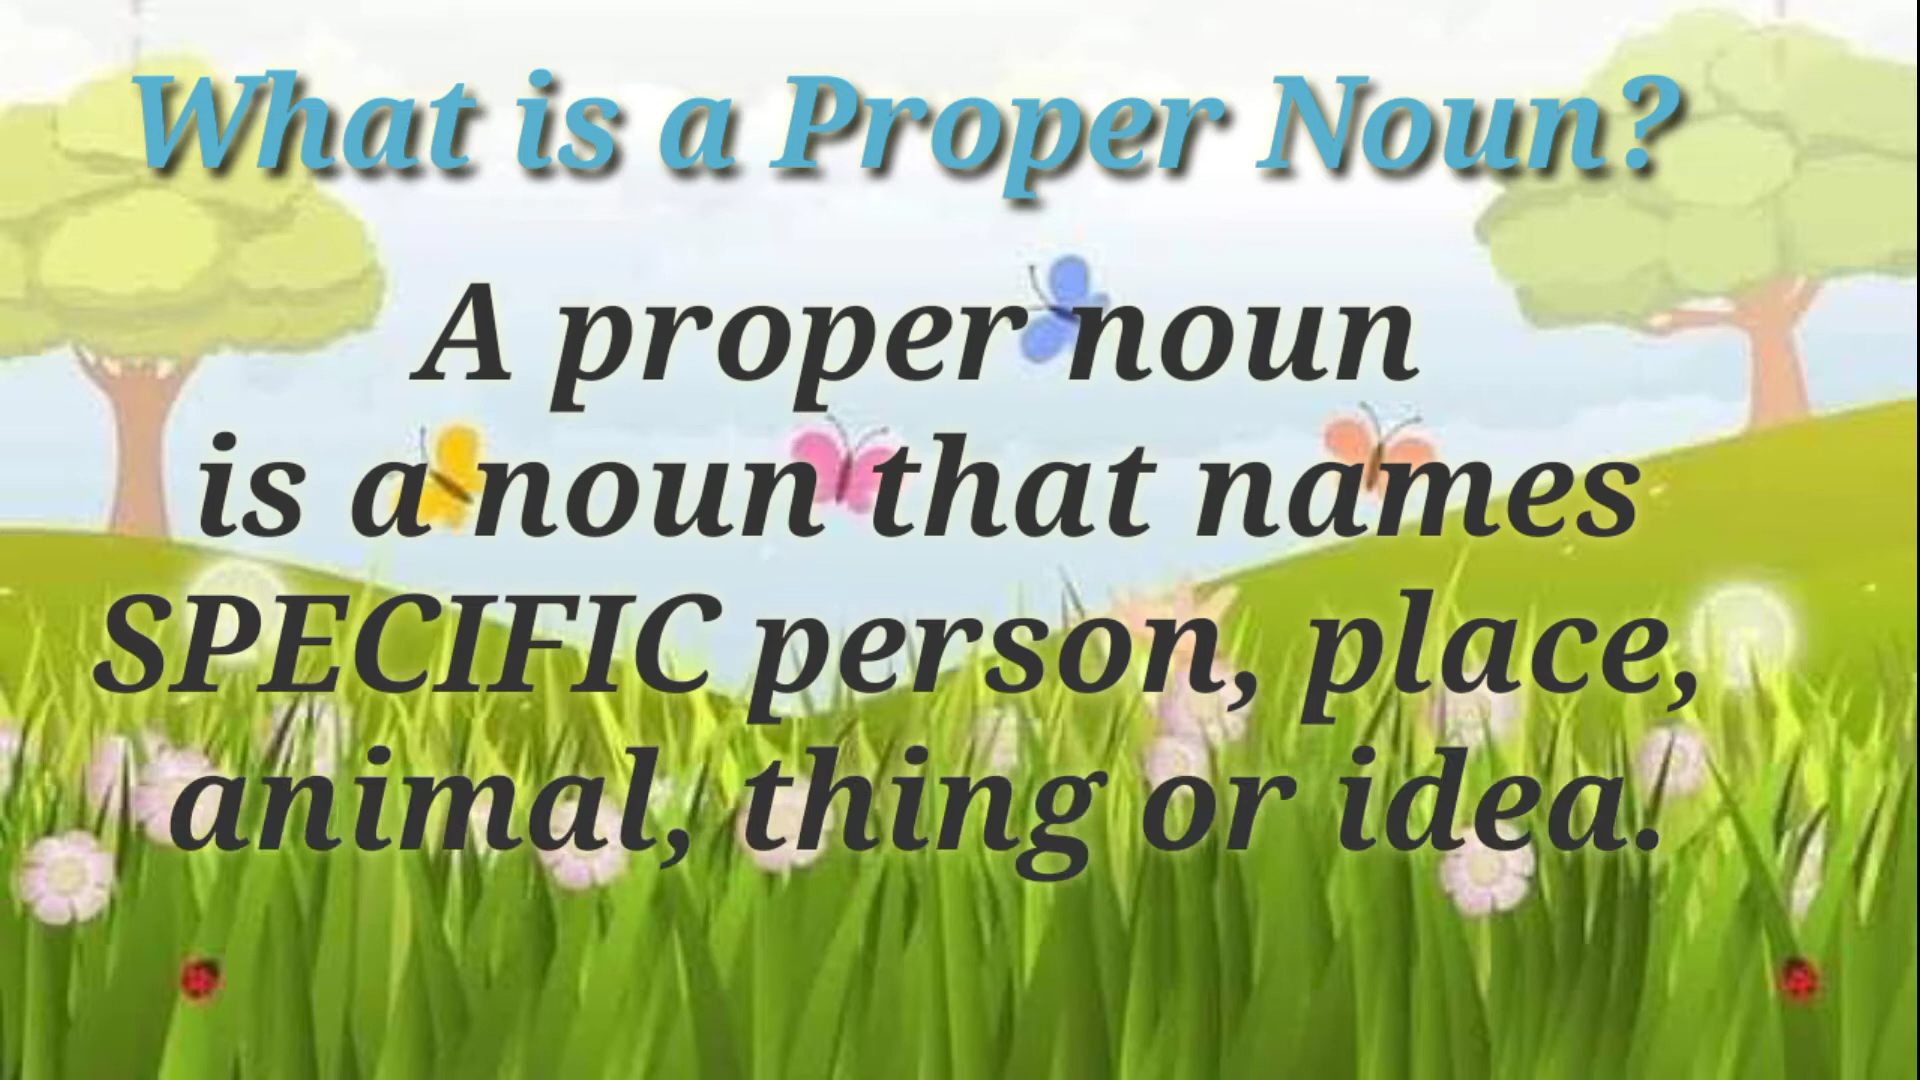 What is a Proper Noun?
A proper noun
is a noun that names
SPECIFIC person, place,
animal, thing or idea.